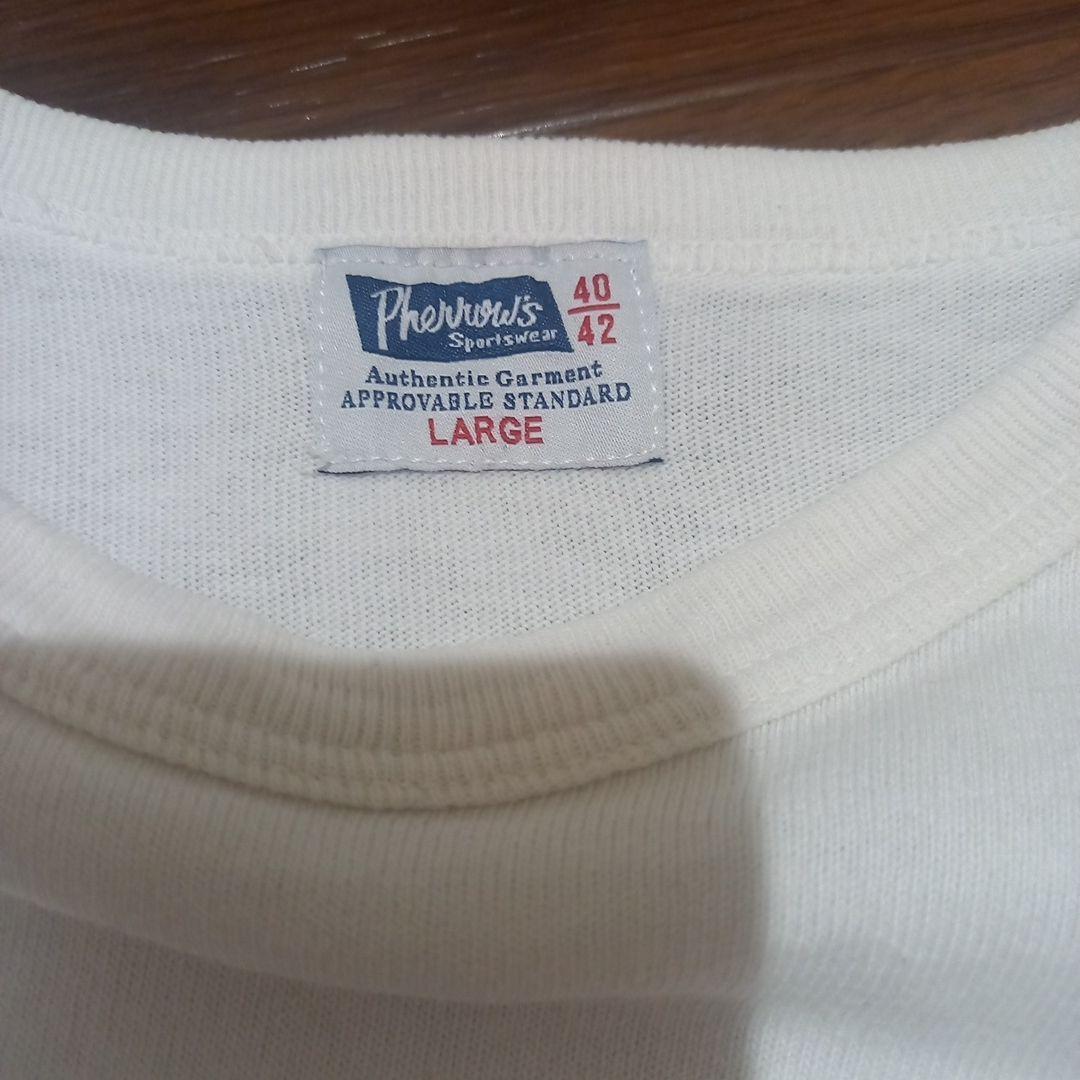 Pherrow's
Sportswear
40
42
Authentic Garment
APPROVABLE STANDARD
LARGE